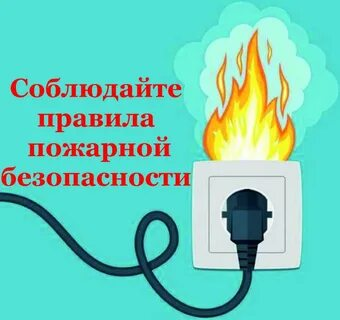 Соблюдайте
правила
пожарной
безопасности